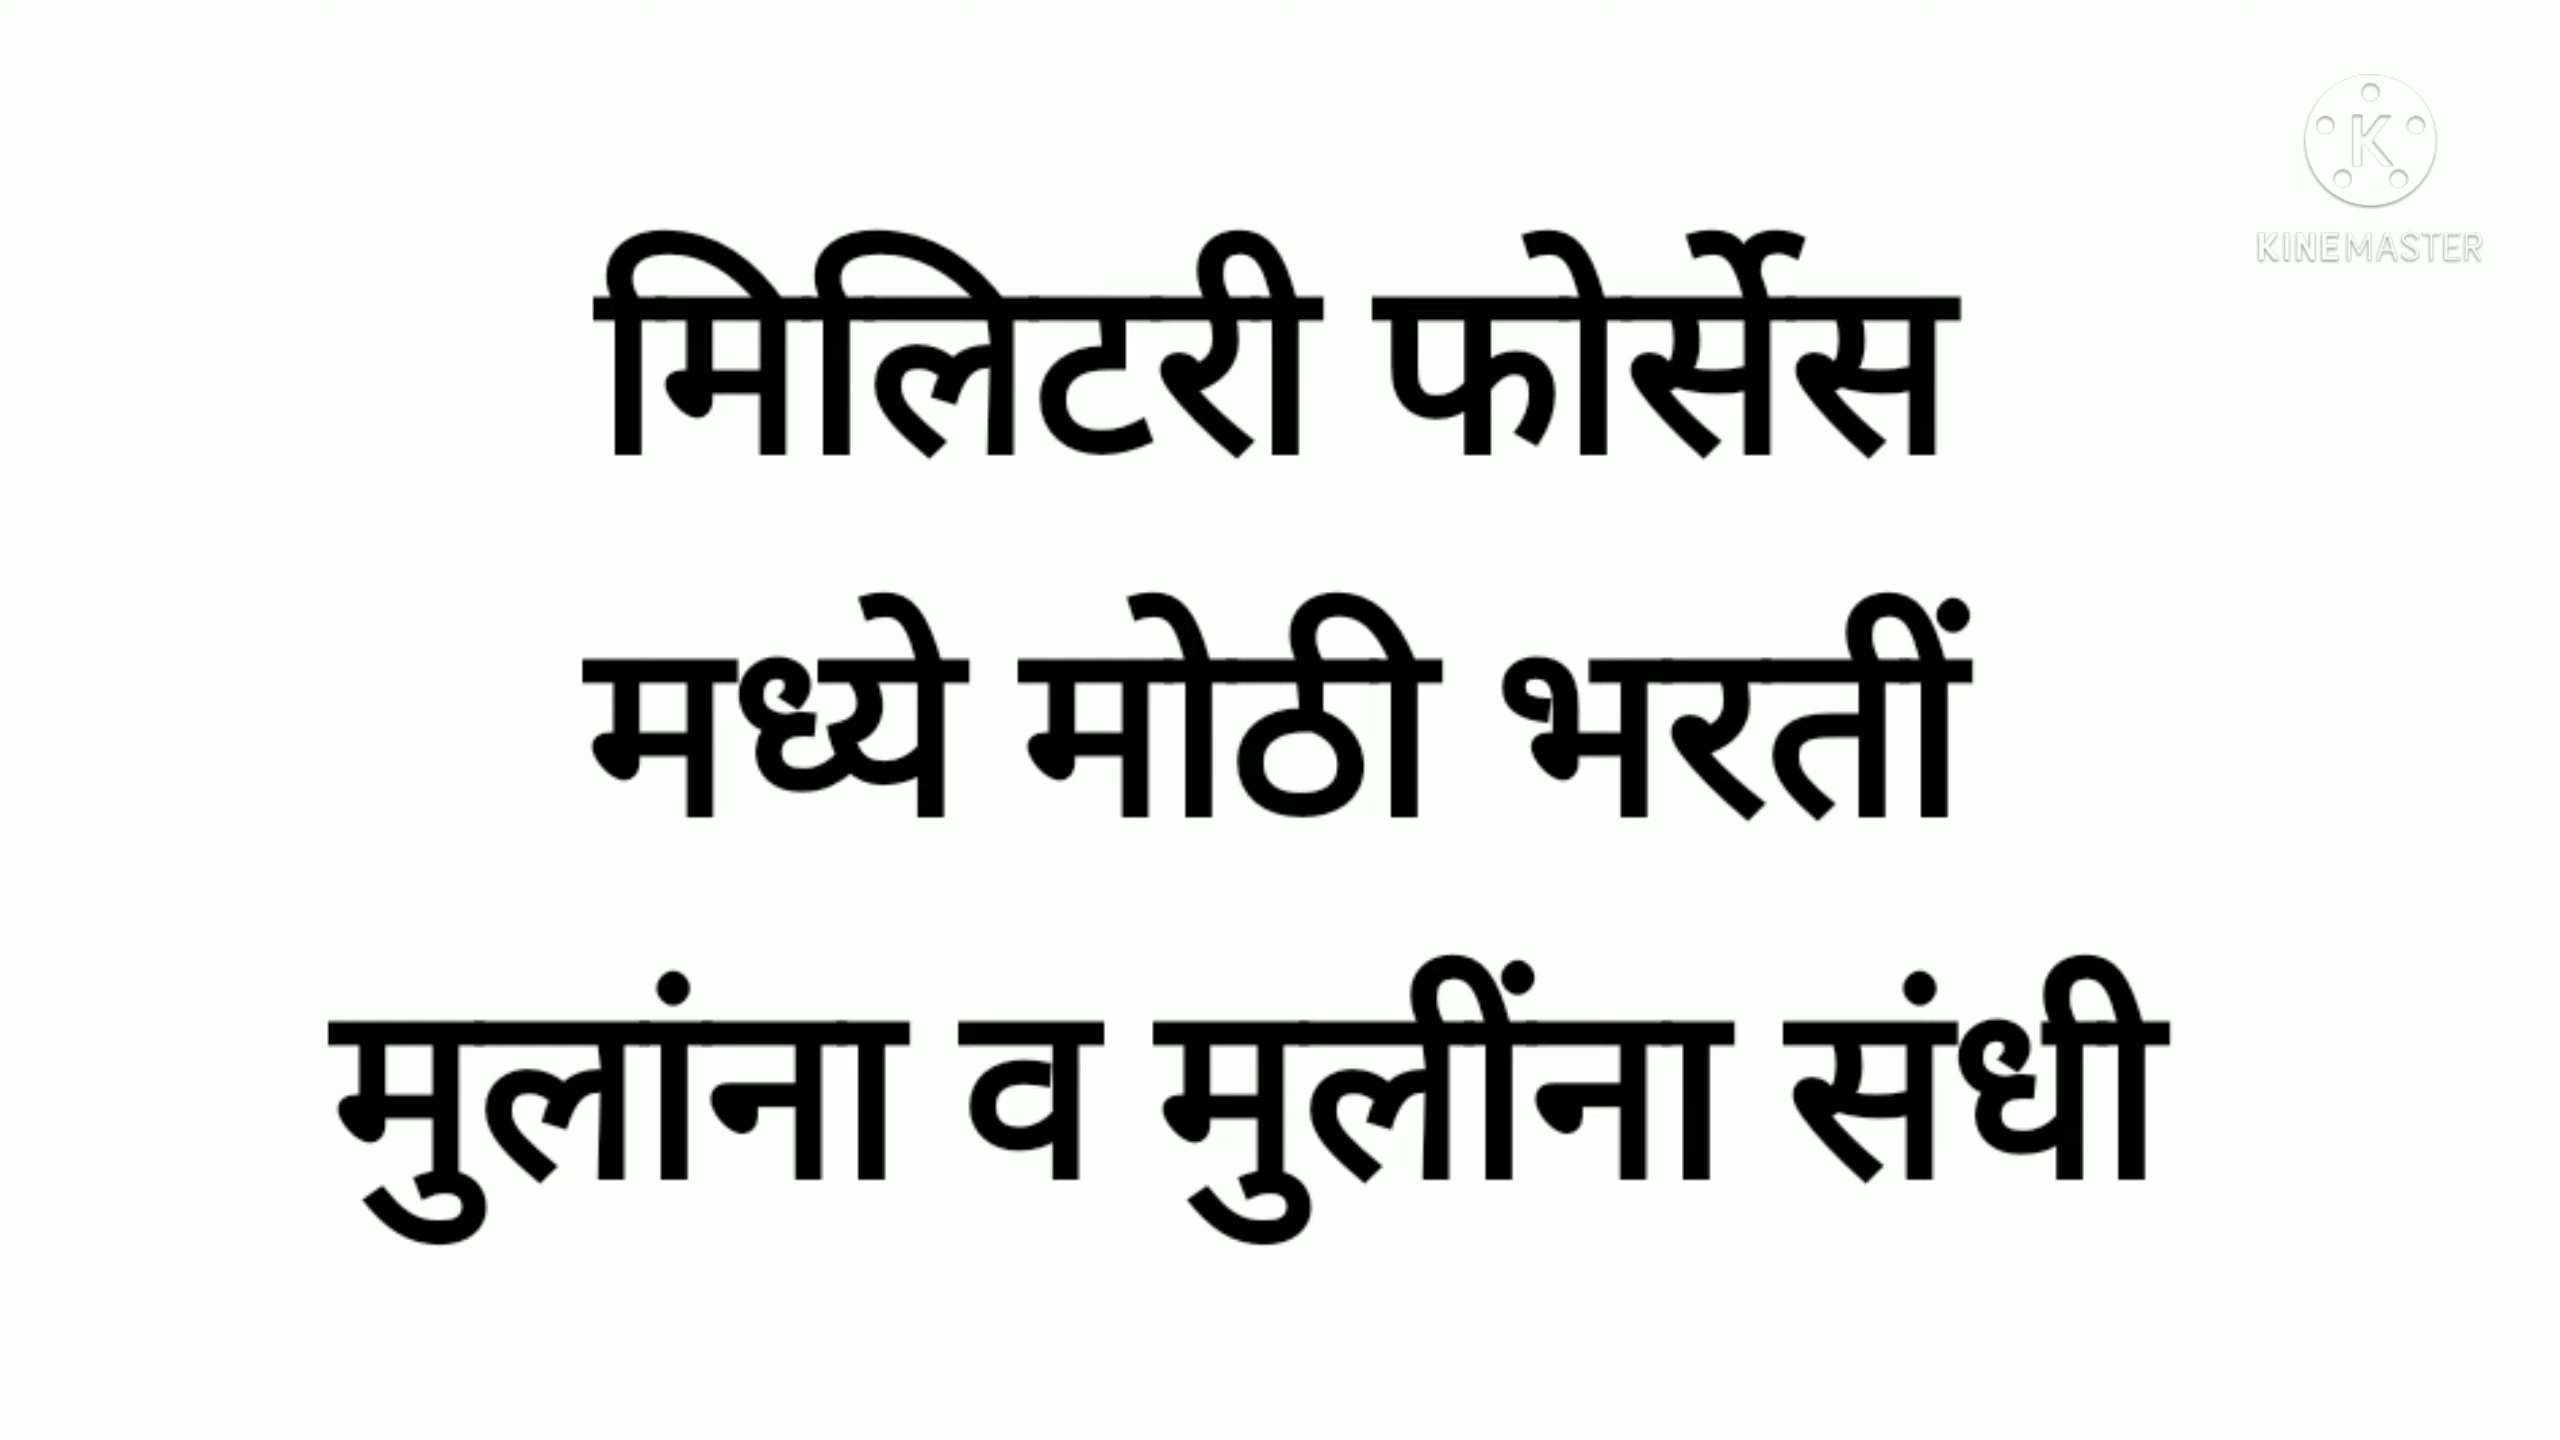 K
KINEMASTER
मिलिटरी फोर्सेस
मध्ये मोठी भरतीं
मुलांना व मुलींना संधी